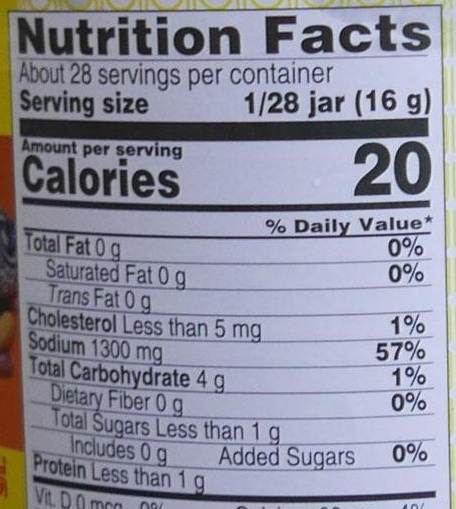 Nutrition Facts
About 28 servings per container
Serving size 1/28 jar (16 g)
Amount per serving
Calories 20
% Daily Value*
Total Fat 0 g 0%
Saturated Fat 0 g 0%
Trans Fat 0 g
Cholesterol Less than 5 mg 1%
Sodium 1300 mg 57%
Total Carbohydrate 4 g 1%
Dietary Fiber 0 g 0%
Total Sugars Less than 1 g
Includes 0 g Added Sugars 0%
Protein Less than 1 g
Vit. D 0 mcg 0%